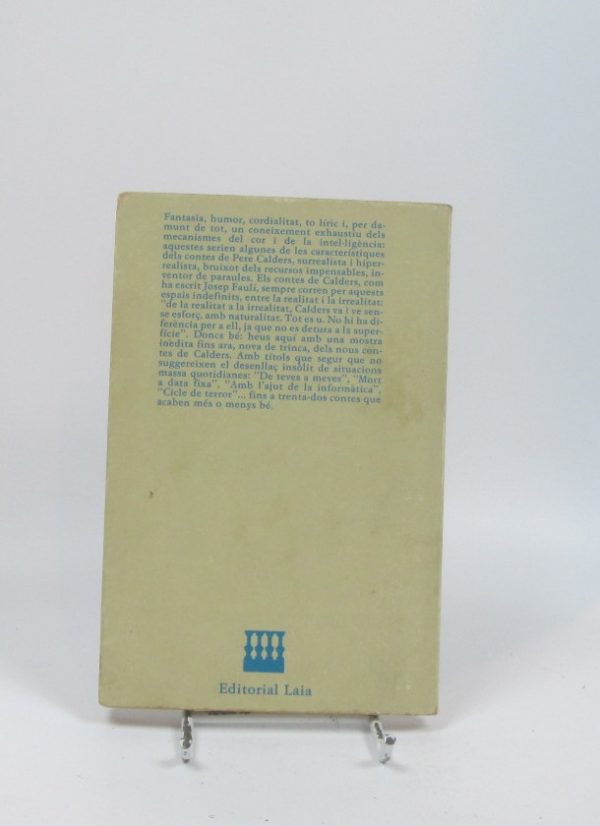 Fantasia, humor, cordialitat, to líric i, per da-
munt de tot, un coneixement exhaustiu dels
mecanismes del cor i de la intel·ligència:
aquestes serien algunes de les característiques
dels contes de Pere Calders, surrealista i hiper-
realista, bruixot dels recursos impensables, in-
ventor de paraules. Els contes de Calders, com
ha escrit Josep Faulí, sempre corren per aquests
espais indefinits, entre la realitat i la irrealitat:
"de la realitat a la irrealitat, Calders va i ve sen-
se esforç, amb naturalitat. Tot es u. No hi ha di-
ferència per a ell, ja que no es detura a la super-
fície". Doncs bé: heus aquí amb una mostra
inèdita fins ara, nova de trinca, dels nous con-
tes de Calders. Amb títols que segur que no
suggereixen el desenllaç insòlit de situacions
massa quotidianes: "De teves a meves", "Mort
a data fixa", "Amb l'ajut de la informàtica",
"Cicle de terror"... fins a trenta-dos contes que
acaben més o menys bé.
Editorial Laia